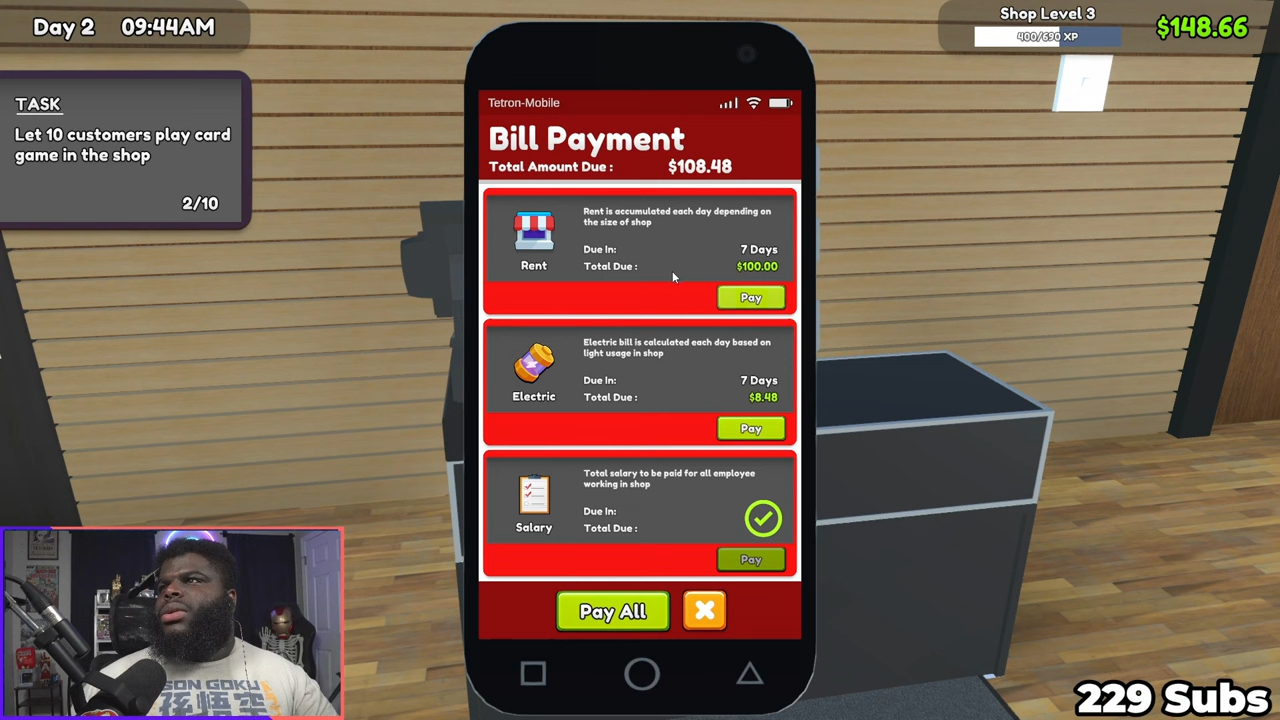 Day 2 09:44AM
Shop Level 3
400/690 XP
$148.66
TASK
Let 10 customers play card
game in the shop
2/10
Tetron-Mobile
Bill Payment
Total Amount Due : $108.48
Rent is accumulated each day depending on
the size of shop
Due In: 7 Days
Total Due : $100.00
Rent
Pay
Electric bill is calculated each day based on
light usage in shop
Due In: 7 Days
Total Due : $8.48
Electric
Pay
Total salary to be paid for all employee
working in shop
Due In:
Total Due :
Salary
Pay
Pay All
SON GOKU
孫悟空
229 Subs